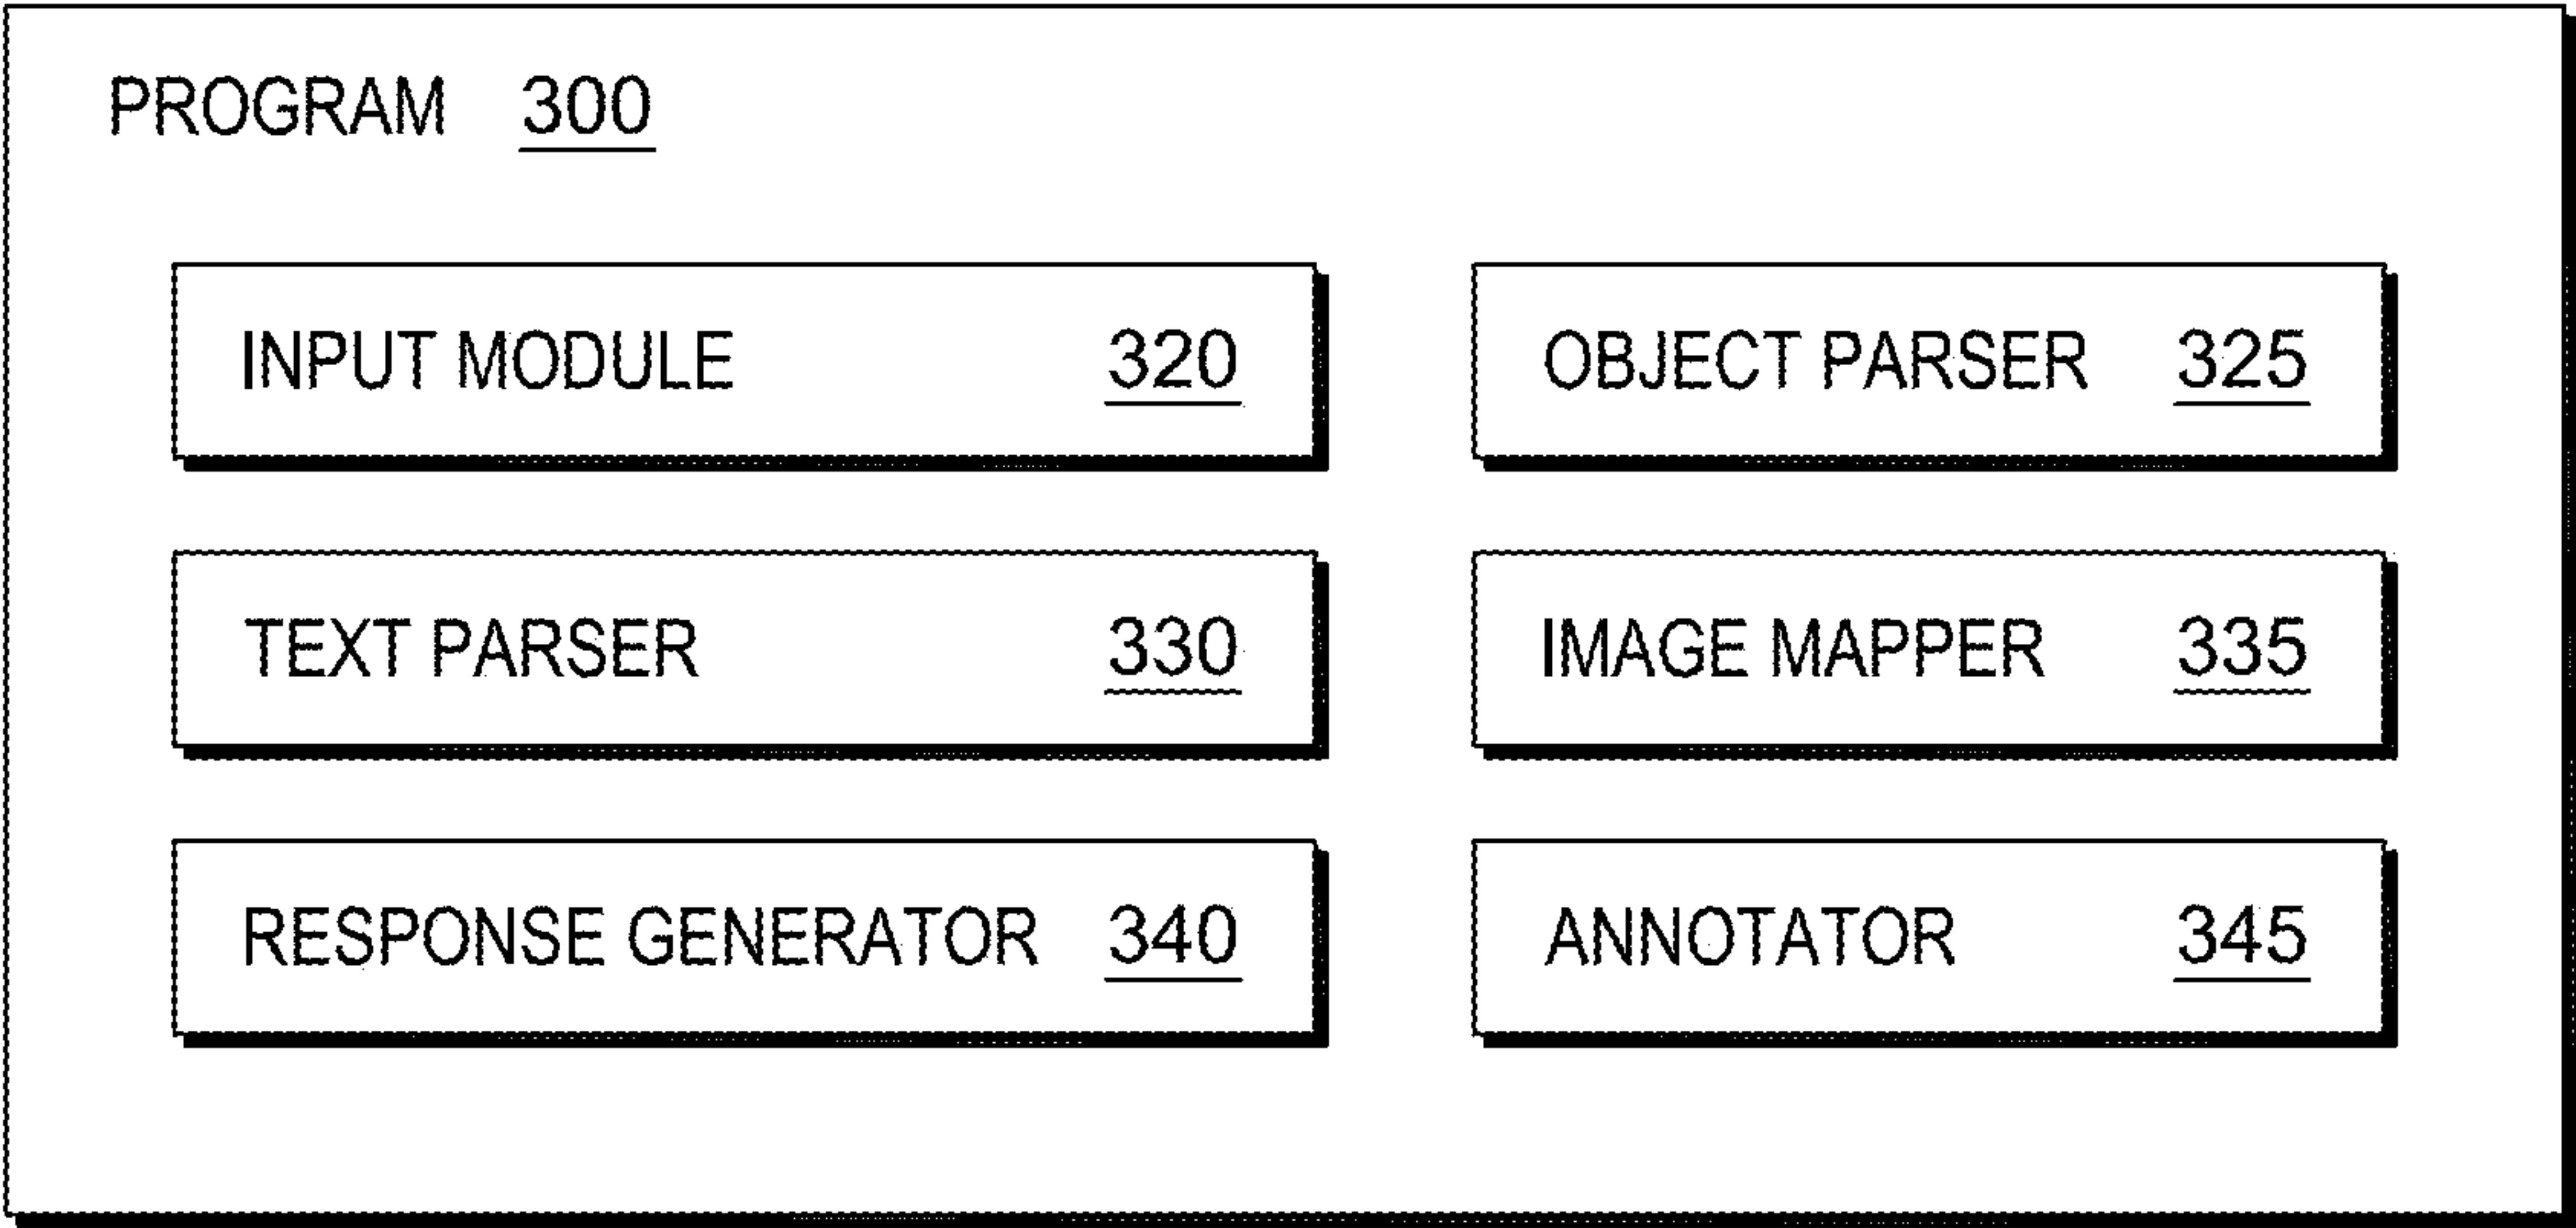 PROGRAM 300
INPUT MODULE 320
OBJECT PARSER 325
TEXT PARSER 330
IMAGE MAPPER 335
RESPONSE GENERATOR 340
ANNOTATOR 345